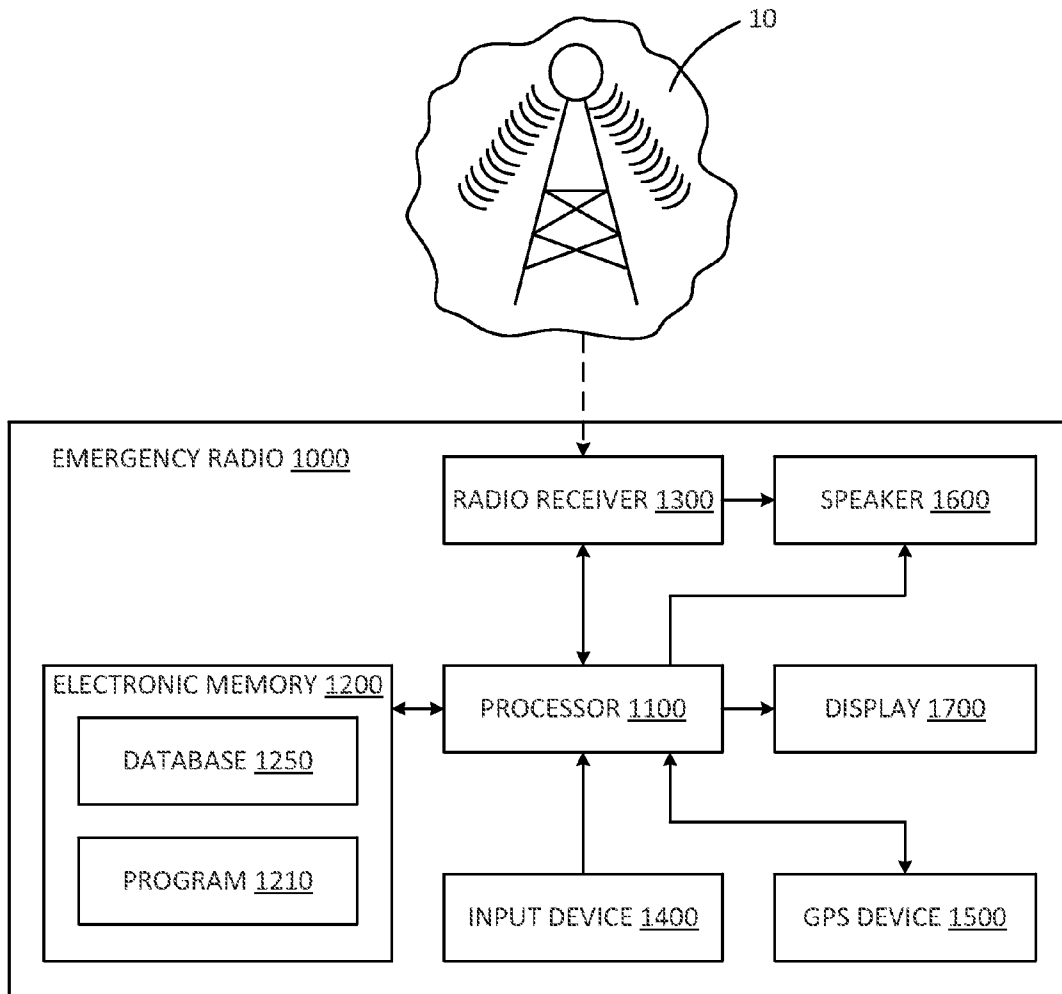 10
EMERGENCY RADIO 1000
RADIO RECEIVER 1300
SPEAKER 1600
ELECTRONIC MEMORY 1200
PROCESSOR 1100
DISPLAY 1700
DATABASE 1250
PROGRAM 1210
INPUT DEVICE 1400
GPS DEVICE 1500